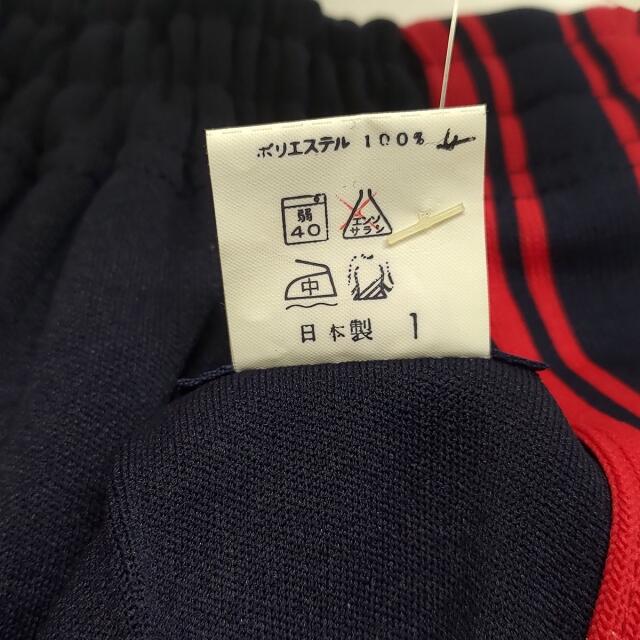 ポリエステル 100%
弱
40
エンソ
サラシ
中
日本製 1